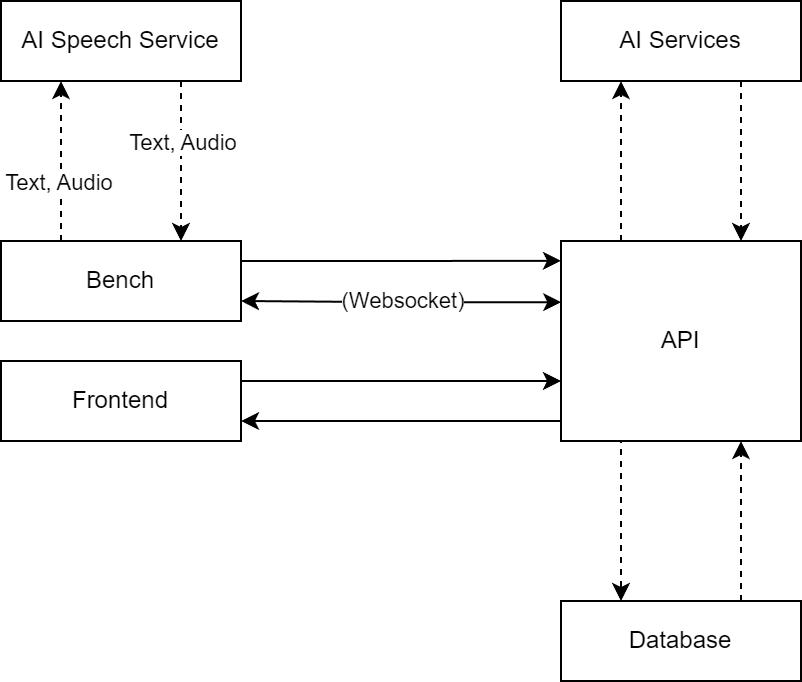 AI Speech Service
AI Services
Text, Audio
Text, Audio
Bench
(Websocket)
API
Frontend
Database